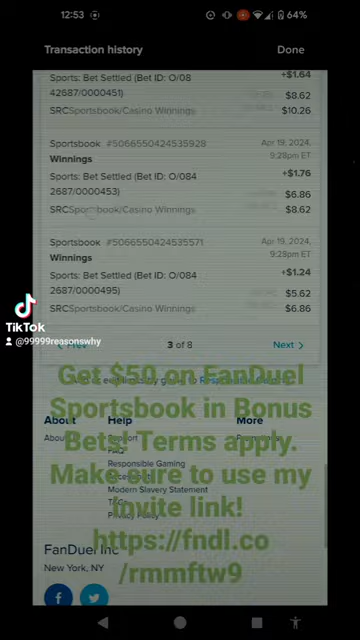 12:53
64%
Transaction history
Done
Sports: Bet Settled (Bet ID: O/08
42687/0000451)
+$1.64
$8.62
SRCSportsbook/Casino Winnings
$10.26
Sportsbook #5066550424535928
Apr 19, 2024,
9:28pm ET
Winnings
Sports: Bet Settled (Bet ID: O/084
2687/0000453)
+$1.76
$6.86
SRCSportsbook/Casino Winnings
$8.62
Sportsbook #5066550424535571
Apr 19, 2024,
9:28pm ET
Winnings
Sports: Bet Settled (Bet ID: O/084
2687/0000495)
+$1.24
$5.62
SRCSportsbook/Casino Winnings
$6.86
TikTok
@99999reasonswhy
Prev
3 of 8
Next
Get $50 on FanDuel
Sportsbook in Bonus
Bets! Terms apply.
Make sure to use my
invite link!
https://fndl.co
/rmmftw9
About
Help
More
Support
FAQ
Responsible Gaming
Modern Slavery Statement
Privacy Policy
FanDuel Inc
New York, NY